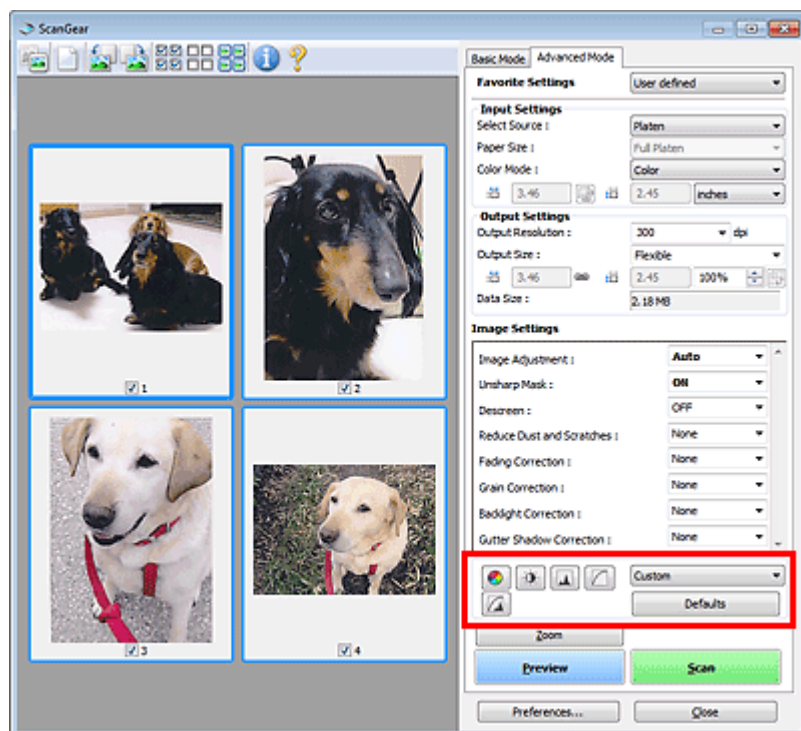 ScanGear
Basic Mode Advanced Mode
Favorite Settings User defined
Input Settings
Select Source : Platen
Paper Size : Full Platen
Color Mode : Color
3.46 2.45 inches
Output Settings
Output Resolution : 300 dpi
Output Size : Flexible
3.46 2.45 100%
Data Size : 2.18 MB
Image Settings
Image Adjustment : Auto
Unsharp Mask : ON
Descreen : OFF
Reduce Dust and Scratches : None
Fading Correction : None
Grain Correction : None
Backlight Correction : None
Gutter Shadow Correction : None
Custom
Defaults
Zoom
Preview Scan
Preferences... Close
1
2
3
4